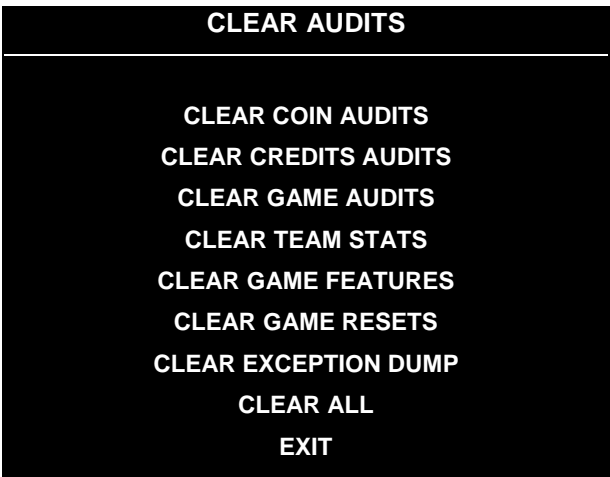 CLEAR AUDITS
CLEAR COIN AUDITS
CLEAR CREDITS AUDITS
CLEAR GAME AUDITS
CLEAR TEAM STATS
CLEAR GAME FEATURES
CLEAR GAME RESETS
CLEAR EXCEPTION DUMP
CLEAR ALL
EXIT